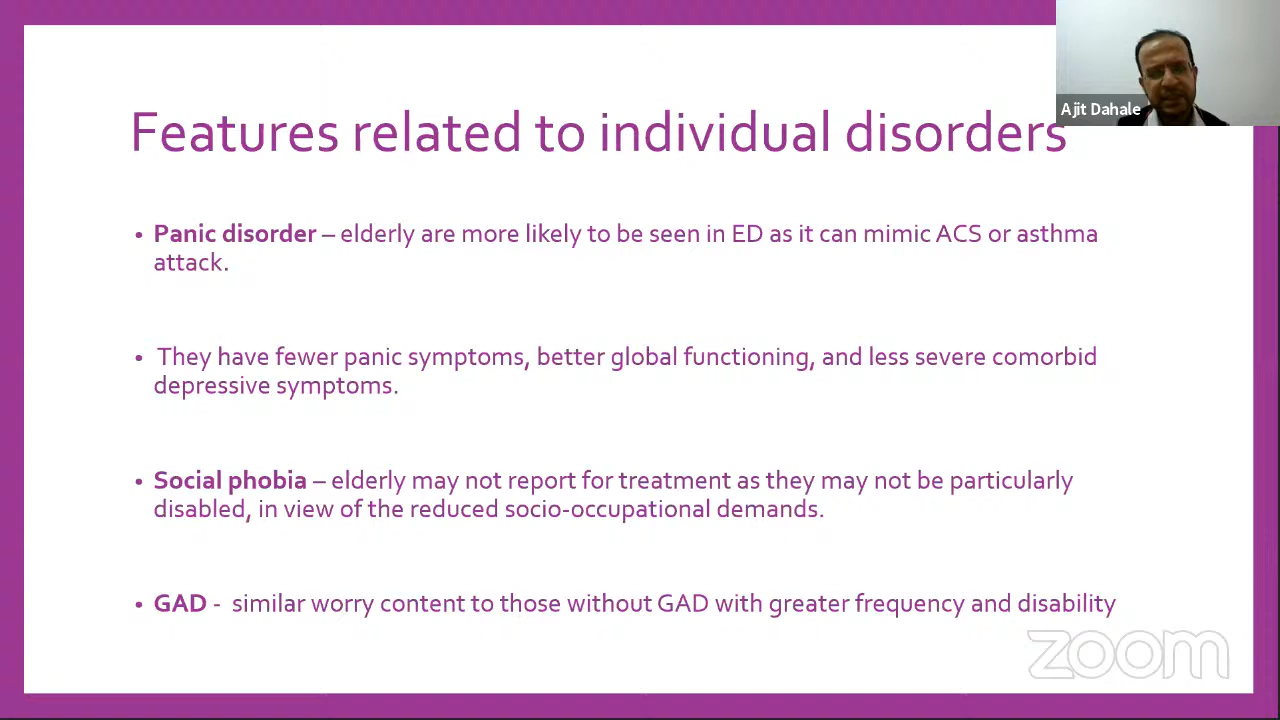 Ajit Dahale
Features related to individual disorders
• Panic disorder – elderly are more likely to be seen in ED as it can mimic ACS or asthma
attack.
• They have fewer panic symptoms, better global functioning, and less severe comorbid
depressive symptoms.
• Social phobia – elderly may not report for treatment as they may not be particularly
disabled, in view of the reduced socio-occupational demands.
• GAD - similar worry content to those without GAD with greater frequency and disability
zoom